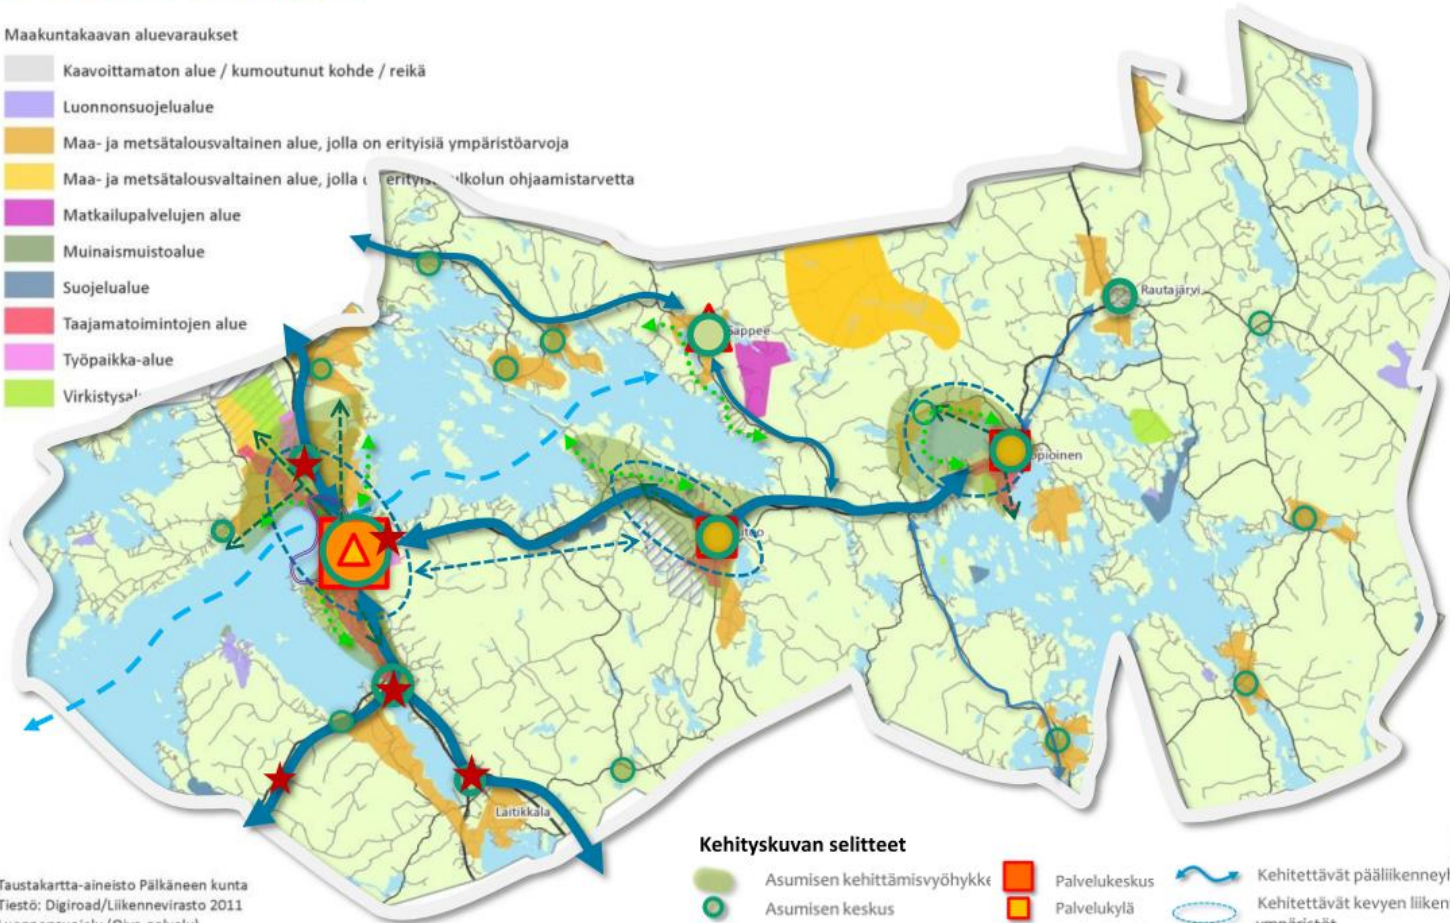 Maakuntakaavan aluevaraukset
Kaavoittamaton alue / kumoutunut kohde / reikä
Luonnonsuojelualue
Maa- ja metsätalousvaltainen alue, jolla on erityisiä ympäristöarvoja
Maa- ja metsätalousvaltainen alue, jolla ohjaamistarvetta
Matkailupalvelujen alue
Muinaismuistoalue
Suojelualue
Taajamatoimintojen alue
Työpaikka-alue
Rautajärvi
Laitikkala
Kehityskuvan selitteet
Asumisen kehittämisvyöhykke
Asumisen keskus
Palvelukeskus
Palvelukylä
Kehitettävät pääliikenneyh
Kehitettävät kevyen liiken
Taustakartta-aineisto Pälkäneen kunta
Tiestö: Digiroad/Liikennevirasto 2011